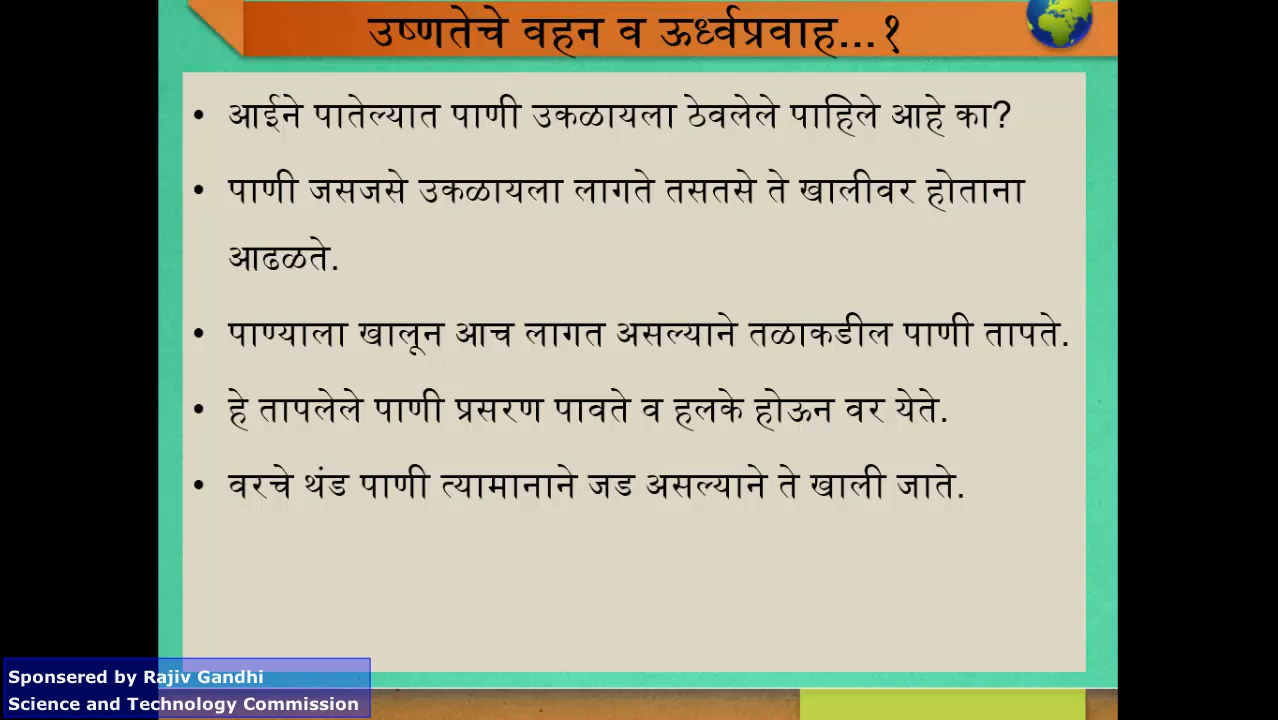 उष्णतेचे वहन व ऊर्ध्वप्रवाह...१
• आईने पातेल्यात पाणी उकळायला ठेवलेले पाहिले आहे का?
• पाणी जसजसे उकळायला लागते तसतसे ते खालीवर होताना
आढळते.
• पाण्याला खालून आच लागत असल्याने तळाकडील पाणी तापते.
• हे तापलेले पाणी प्रसरण पावते व हलके होऊन वर येते.
• वरचे थंड पाणी त्यामानाने जड असल्याने ते खाली जाते.
Sponsered by Rajiv Gandhi
Science and Technology Commission